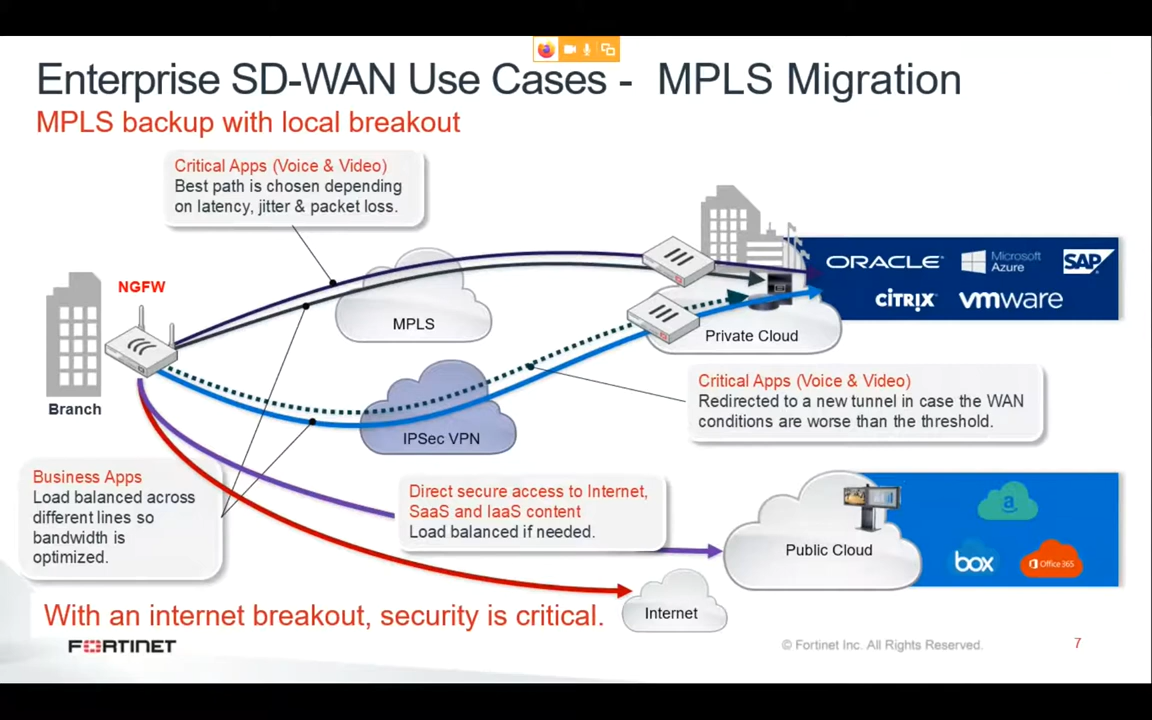 Enterprise SD-WAN Use Cases - MPLS Migration
MPLS backup with local breakout
Critical Apps (Voice & Video)
Best path is chosen depending
on latency, jitter & packet loss.
NGFW
Branch
MPLS
IPSec VPN
Private Cloud
ORACLE
Microsoft
Azure
SAP
CITRIX
vmware
Critical Apps (Voice & Video)
Redirected to a new tunnel in case the WAN
conditions are worse than the threshold.
Business Apps
Load balanced across
different lines so
bandwidth is
optimized.
Direct secure access to Internet,
SaaS and IaaS content
Load balanced if needed.
Public Cloud
a
box
Office 365
Internet
With an internet breakout, security is critical.
FORTINET
© Fortinet Inc. All Rights Reserved.
7